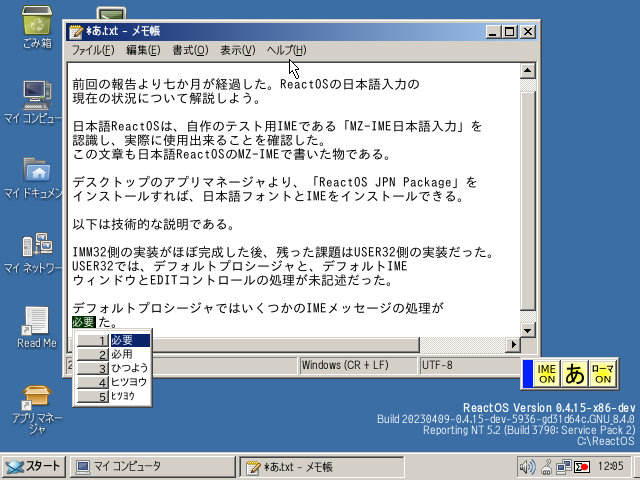 ごみ箱
マイ コンピュー
マイ ドキュメン
マイ ネットワー
Read Me
アプリ マネー
ジャ
*あ.txt - メモ帳
ファイル(F) 編集(E) 書式(O) 表示(V) ヘルプ(H)
前回の報告より七か月が経過した。ReactOSの日本語入力の
現在の状況について解説しよう。
日本語ReactOSは、自作のテスト用IMEである「MZ-IME日本語入力」を
認識し、実際に使用出来ることを確認した。
この文章も日本語ReactOSのMZ-IMEで書いた物である。
デスクトップのアプリマネージャより、「ReactOS JPN Package」を
インストールすれば、日本語フォントとIMEをインストールできる。
以下は技術的な説明である。
IMM32側の実装がほぼ完成した後、残った課題はUSER32側の実装だった。
USER32では、デフォルトプロシージャと、デフォルトIME
ウィンドウとEDITコントロールの処理が未記述だった。
デフォルトプロシージャではいくつかのIMEメッセージの処理が
必要 た。
1 必要
2 必用
3 ひつよう
4 ヒツヨウ
5 ﾋﾂﾖｳ
Windows (CR + LF) UTF-8
IME
ON
あ
ローマ
ON
ReactOS Version 0.4.15-x86-dev
Build 20230409-0.4.15-dev-5936-gd31d64c.GNU_8.4.0
Reporting NT 5.2 (Build 3790: Service Pack 2)
C:\ReactOS
スタート マイ コンピュータ *あ.txt - メモ帳 12:05